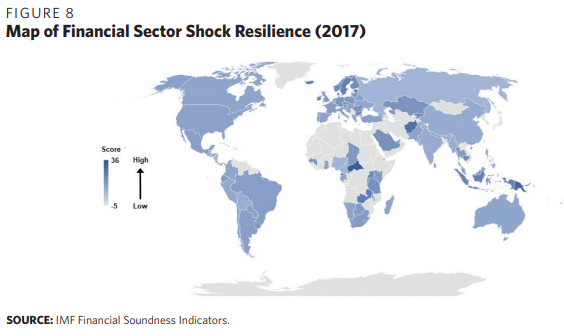 FIGURE 8
Map of Financial Sector Shock Resilience (2017)
Score
36 High
-5 Low
SOURCE: IMF Financial Soundness Indicators.